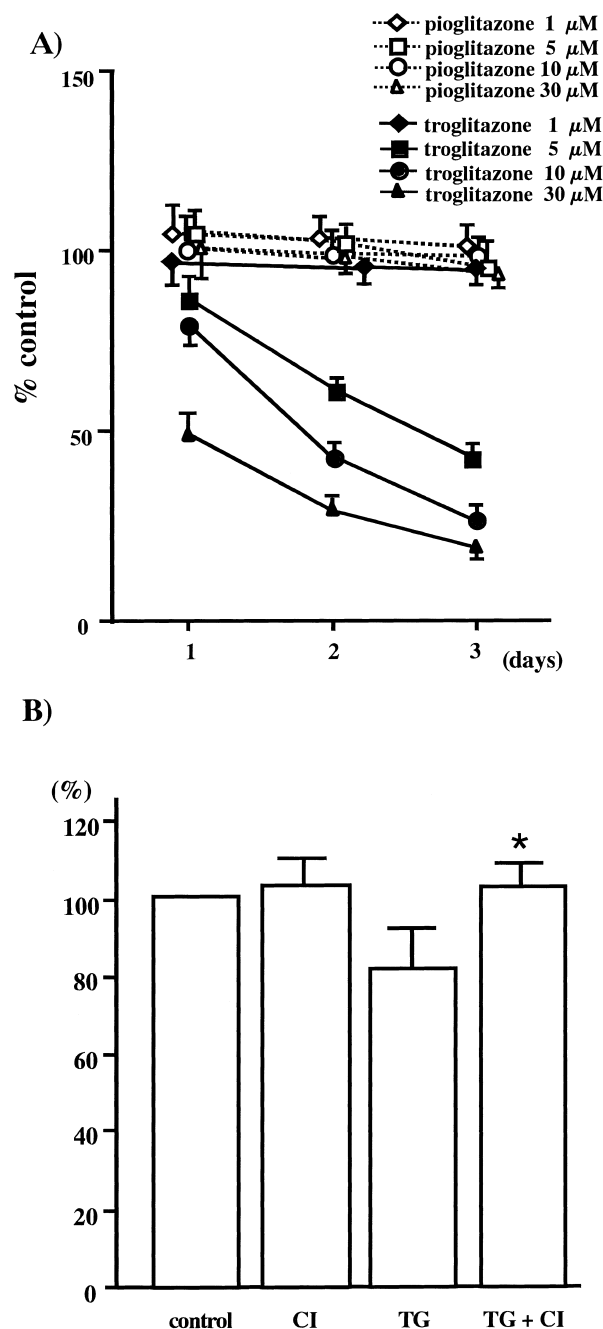 A)
pioglitazone 1 μM
pioglitazone 5 μM
pioglitazone 10 μM
pioglitazone 30 μM
troglitazone 1 μM
troglitazone 5 μM
troglitazone 10 μM
troglitazone 30 μM
150
100
50
0
% control
1 2 3 (days)
B)
(%)
120
100
80
60
40
20
0
*
control CI TG TG + CI